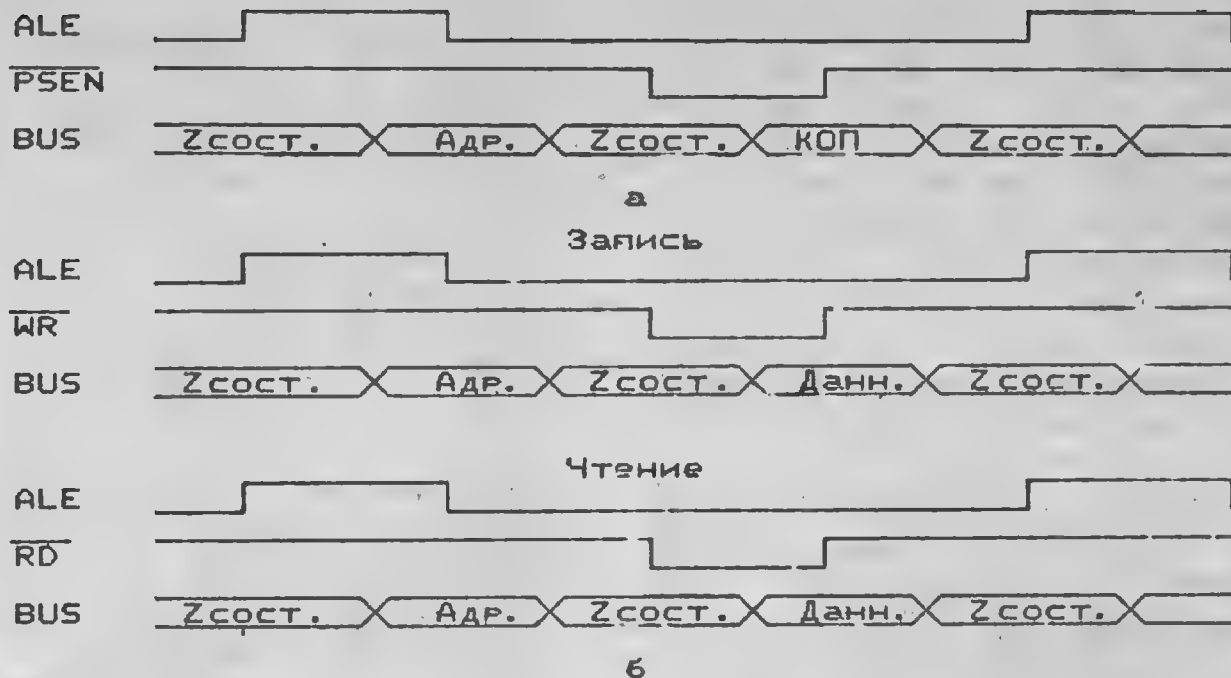 ALE
PSEN
BUS Zсост. Адр. Zсост. КОП Zсост.
а
Запись
ALE
WR
BUS Zсост. Адр. Zсост. Данн. Zсост.
Чтение
ALE
RD
BUS Zсост. Адр. Zсост. Данн. Zсост.
б